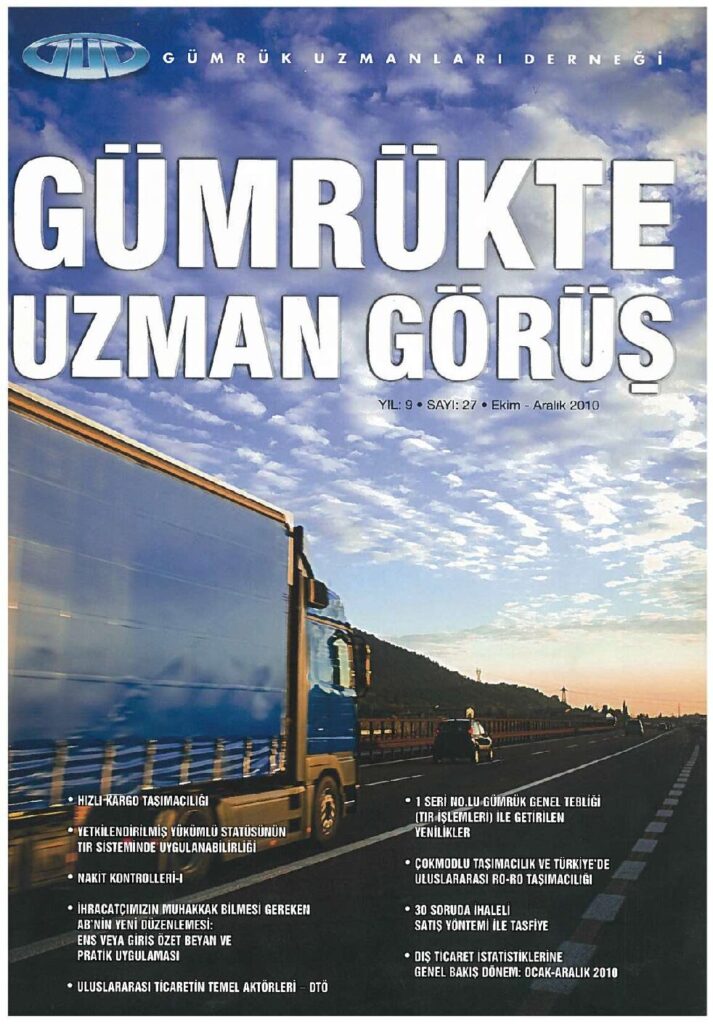 GÜD GÜMRÜK UZMANLARI DERNEĞİ
GÜMRÜKTE
UZMAN GÖRÜŞ
YIL: 9 • SAYI: 27 • Ekim - Aralık 2010
• HIZLI KARGO TAŞIMACILIĞI
• YETKİLENDİRİLMİŞ YÜKÜMLÜ STATÜSÜNÜN
TIR SİSTEMİNDE UYGULANABİLİRLİĞİ
• NAKİT KONTROLLERİ-I
• İHRACATÇIMIZIN MUHAKKAK BİLMESİ GEREKEN
AB'NİN YENİ DÜZENLEMESİ:
ENS VEYA GİRİŞ ÖZET BEYAN VE
PRATİK UYGULAMASI
• ULUSLARARASI TİCARETİN TEMEL AKTÖRLERİ – DTÖ
• 1 SERİ NO.LU GÜMRÜK GENEL TEBLİĞİ
(TIR İŞLEMLERİ) İLE GETİRİLEN
YENİLİKLER
• ÇOKMODLU TAŞIMACILIK VE TÜRKİYE'DE
ULUSLARARASI RO-RO TAŞIMACILIĞI
• 30 SORUDA İHALELİ
SATIŞ YÖNTEMİ İLE TASFİYE
• DIŞ TİCARET İSTATİSTİKLERİNE
GENEL BAKIŞ DÖNEM: OCAK-ARALIK 2010